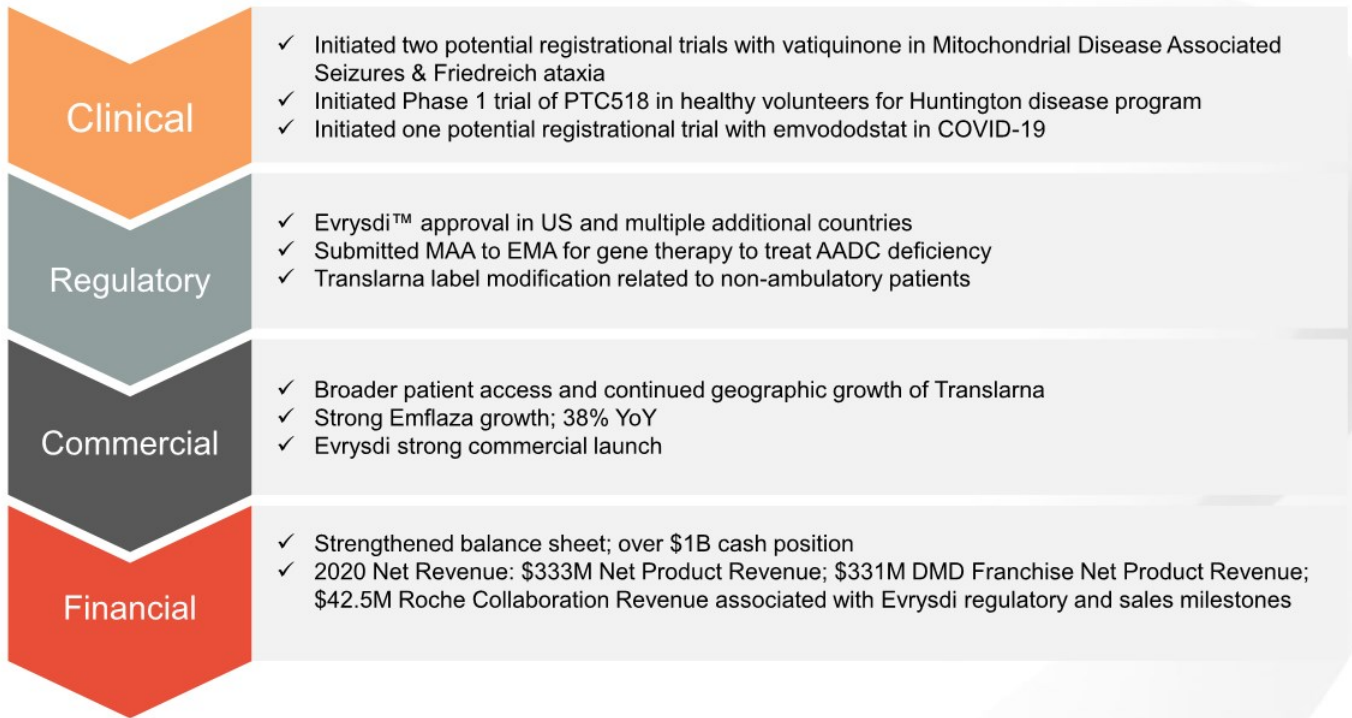 Clinical
✓ Initiated two potential registrational trials with vatiquinone in Mitochondrial Disease Associated
Seizures & Friedreich ataxia
✓ Initiated Phase 1 trial of PTC518 in healthy volunteers for Huntington disease program
✓ Initiated one potential registrational trial with emvododstat in COVID-19
Regulatory
✓ Evrysdi™ approval in US and multiple additional countries
✓ Submitted MAA to EMA for gene therapy to treat AADC deficiency
✓ Translarna label modification related to non-ambulatory patients
Commercial
✓ Broader patient access and continued geographic growth of Translarna
✓ Strong Emflaza growth; 38% YoY
✓ Evrysdi strong commercial launch
Financial
✓ Strengthened balance sheet; over $1B cash position
✓ 2020 Net Revenue: $333M Net Product Revenue; $331M DMD Franchise Net Product Revenue;
$42.5M Roche Collaboration Revenue associated with Evrysdi regulatory and sales milestones